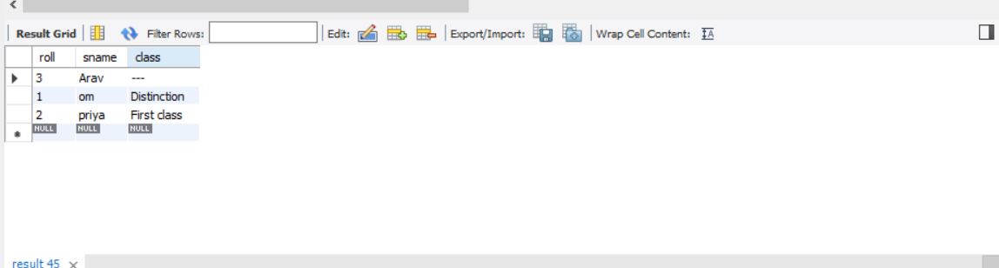 Result Grid Filter Rows: Edit: Export/Import: Wrap Cell Content: IA
roll sname class
3 Arav ---
1 om Distinction
2 priya First class
NULL NULL NULL
result 45 ×